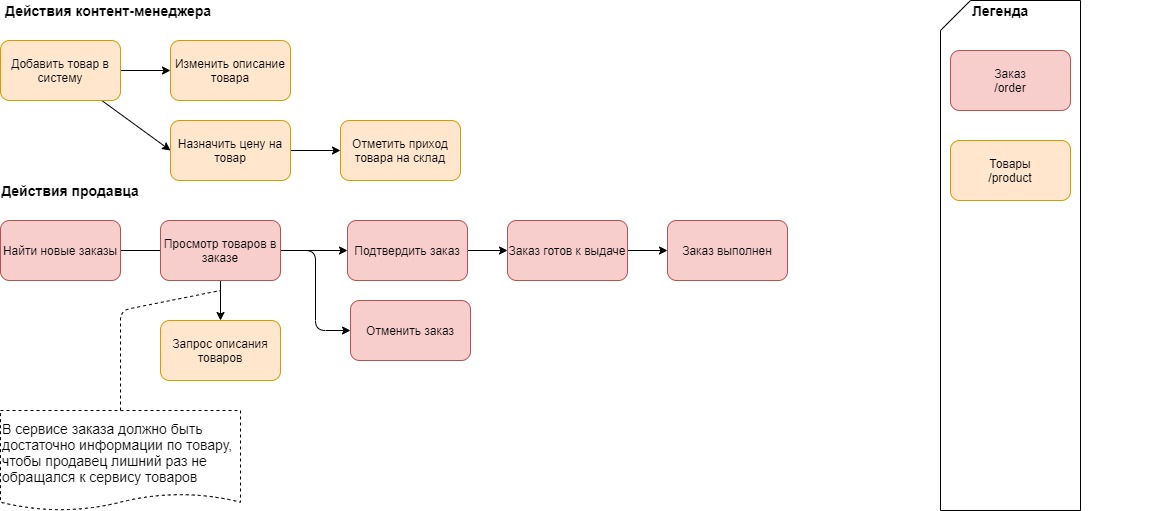 Действия контент-менеджера
Добавить товар в
систему
Изменить описание
товара
Назначить цену на
товар
Отметить приход
товара на склад
Действия продавца
Найти новые заказы
Просмотр товаров в
заказе
Подтвердить заказ
Заказ готов к выдаче
Заказ выполнен
Отменить заказ
Запрос описания
товаров
В сервисе заказа должно быть
достаточно информации по товару,
чтобы продавец лишний раз не
обращался к сервису товаров
Легенда
Заказ
/order
Товары
/product